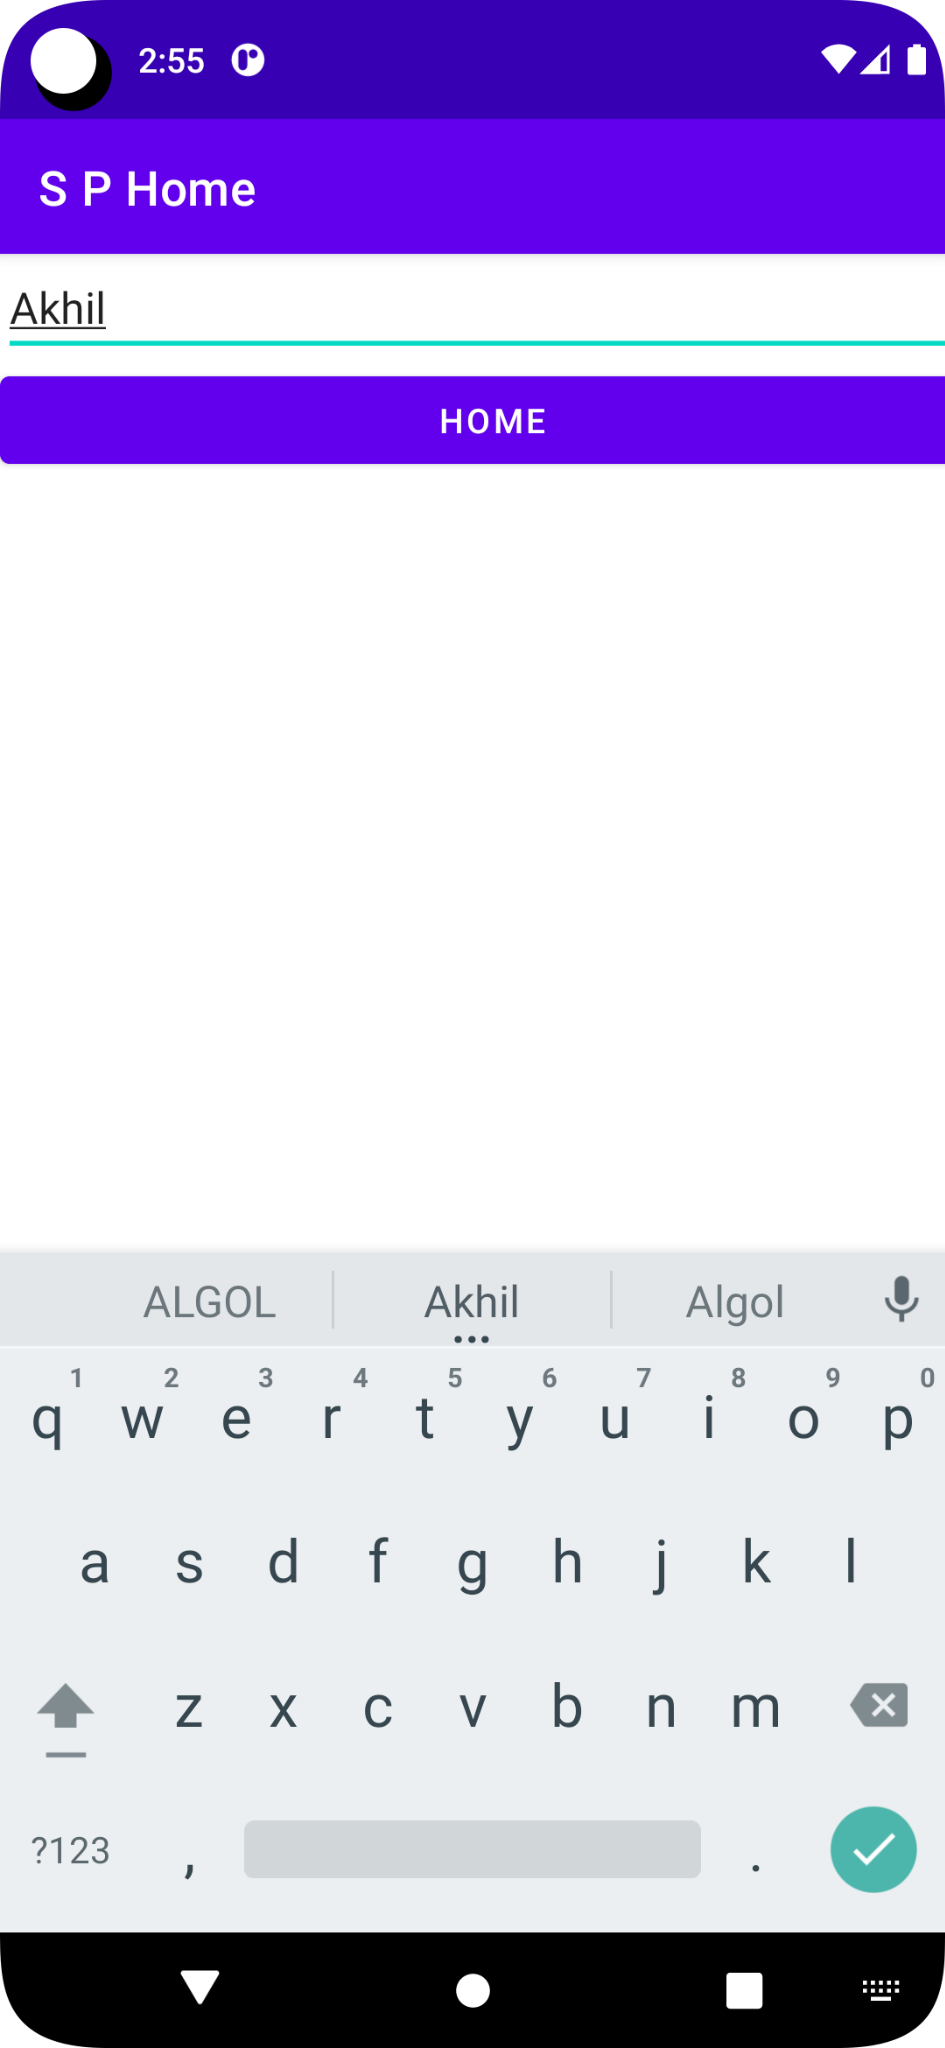 2:55
S P Home
Akhil
HOME
ALGOL Akhil Algol
1 2 3 4 5 6 7 8 9 0
q w e r t y u i o p
a s d f g h j k l
z x c v b n m
?123 , .